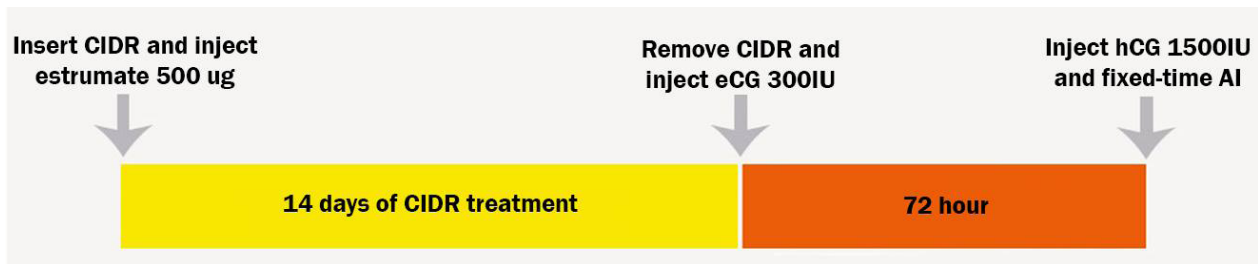 Insert CIDR and inject
estrumate 500 ug
Remove CIDR and
inject eCG 300IU
Inject hCG 1500IU
and fixed-time AI
14 days of CIDR treatment
72 hour